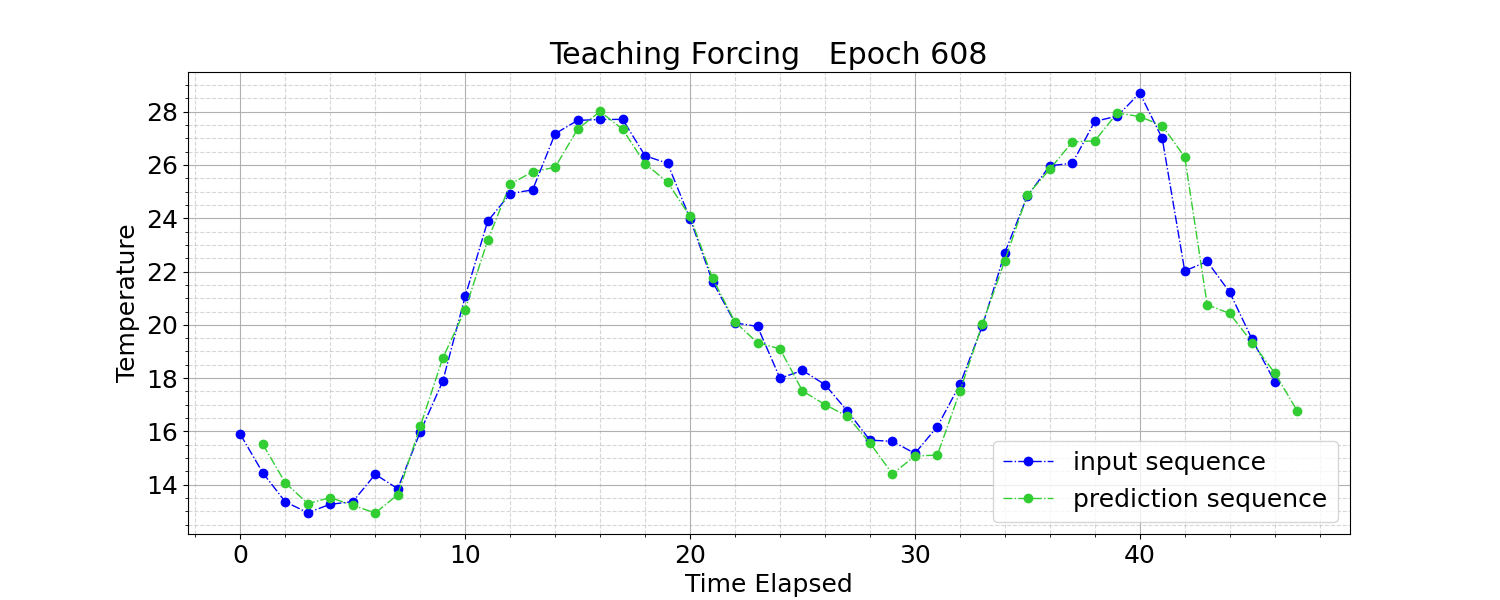 Teaching Forcing   Epoch 608
28
26
24
22
20
18
16
14
Temperature
0 10 20 30 40
Time Elapsed
input sequence
prediction sequence